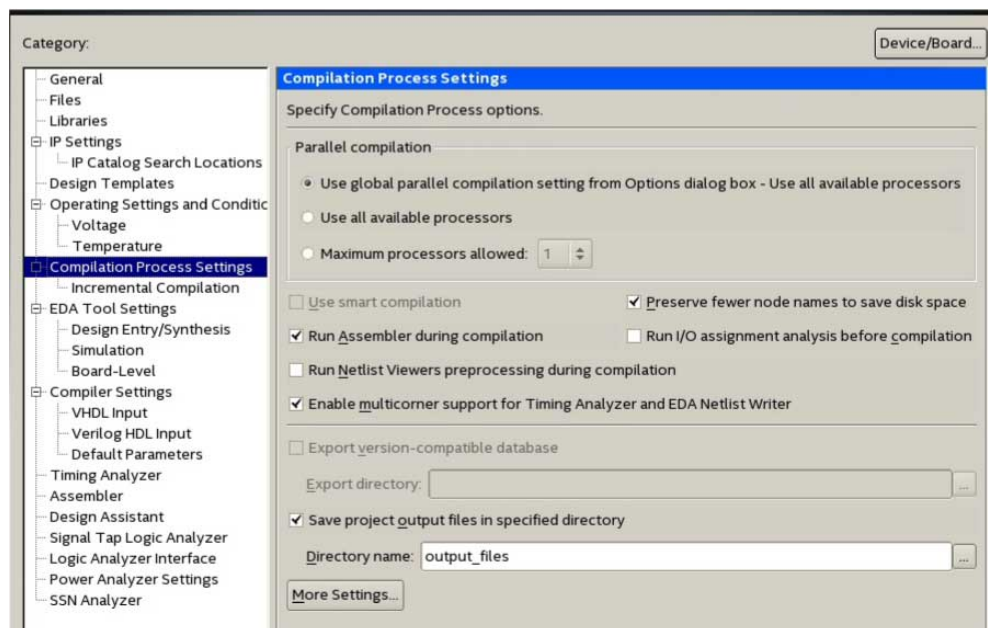 Category:
Device/Board...
General
Files
Libraries
IP Settings
IP Catalog Search Locations
Design Templates
Operating Settings and Conditic
Voltage
Temperature
Compilation Process Settings
Incremental Compilation
EDA Tool Settings
Design Entry/Synthesis
Simulation
Board-Level
Compiler Settings
VHDL Input
Verilog HDL Input
Default Parameters
Timing Analyzer
Assembler
Design Assistant
Signal Tap Logic Analyzer
Logic Analyzer Interface
Power Analyzer Settings
SSN Analyzer
Compilation Process Settings
Specify Compilation Process options.
Parallel compilation
Use global parallel compilation setting from Options dialog box - Use all available processors
Use all available processors
Maximum processors allowed: 1
Use smart compilation
Preserve fewer node names to save disk space
Run Assembler during compilation
Run I/O assignment analysis before compilation
Run Netlist Viewers preprocessing during compilation
Enable multicorner support for Timing Analyzer and EDA Netlist Writer
Export version-compatible database
Export directory:
...
Save project output files in specified directory
Directory name: output_files
...
More Settings...